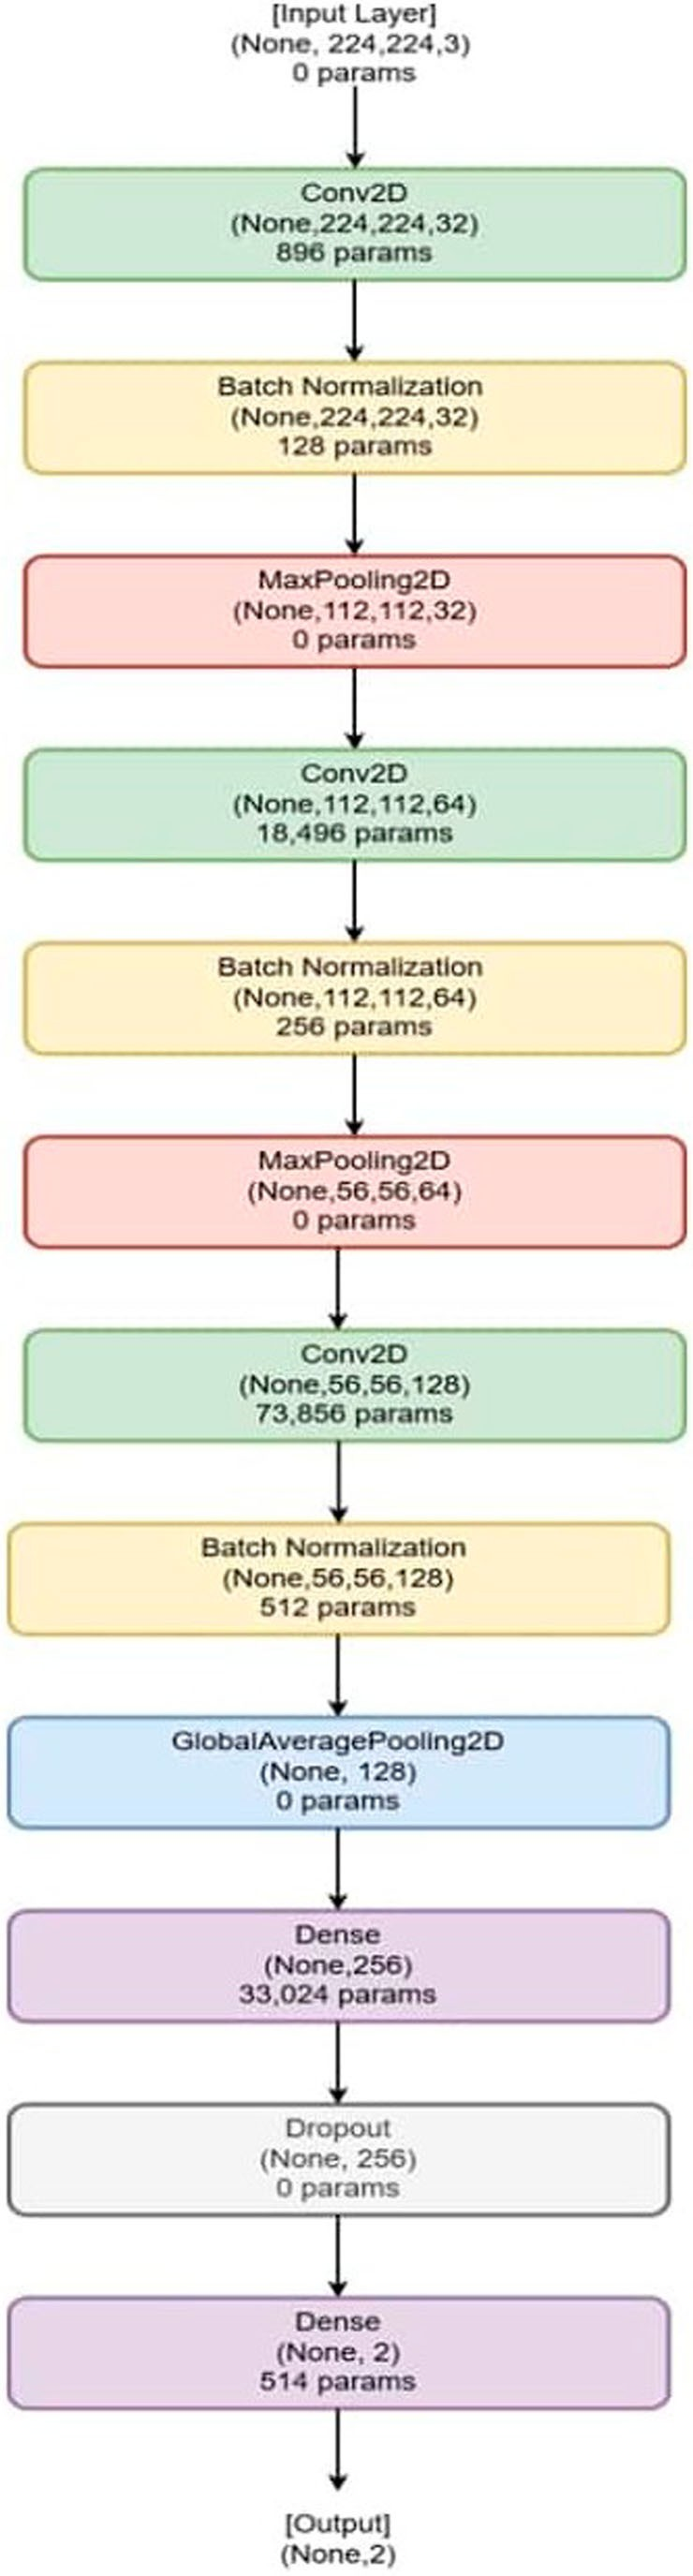 [Input Layer]
(None, 224,224,3)
0 params
Conv2D
(None,224,224,32)
896 params
Batch Normalization
(None,224,224,32)
128 params
MaxPooling2D
(None,112,112,32)
0 params
Conv2D
(None,112,112,64)
18,496 params
Batch Normalization
(None,112,112,64)
256 params
MaxPooling2D
(None,56,56,64)
0 params
Conv2D
(None,56,56,128)
73,856 params
Batch Normalization
(None,56,56,128)
512 params
GlobalAveragePooling2D
(None, 128)
0 params
Dense
(None,256)
33,024 params
Dropout
(None, 256)
0 params
Dense
(None, 2)
514 params
[Output]
(None,2)